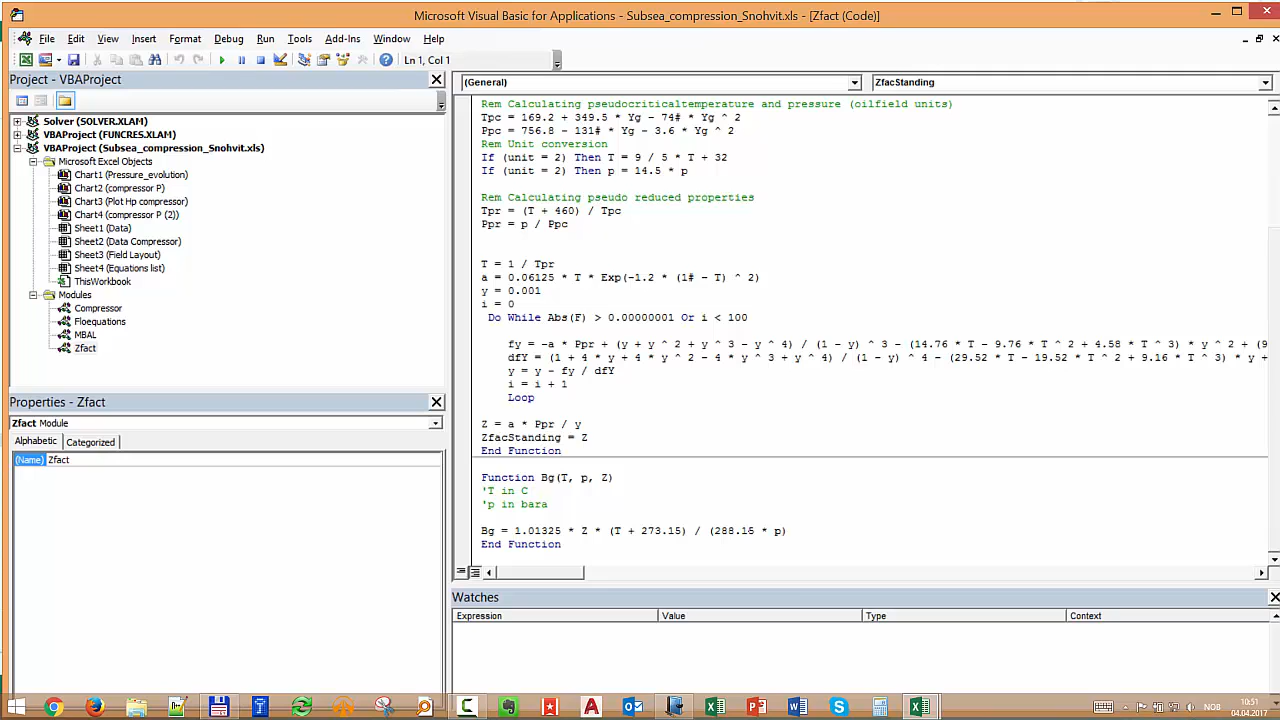 Microsoft Visual Basic for Applications - Subsea_compression_Snohvit.xls - [Zfact (Code)]
File Edit View Insert Format Debug Run Tools Add-Ins Window Help
Ln 1, Col 1
Project - VBAProject
Solver (SOLVER.XLAM)
VBAProject (FUNCRES.XLAM)
VBAProject (Subsea_compression_Snohvit.xls)
Microsoft Excel Objects
Chart1 (Pressure_evolution)
Chart2 (compressor P)
Chart3 (Plot Hp compressor)
Chart4 (compressor P (2))
Sheet1 (Data)
Sheet2 (Data Compressor)
Sheet3 (Field Layout)
Sheet4 (Equations list)
ThisWorkbook
Modules
Compressor
Floequations
MBAL
Zfact
Properties - Zfact
Zfact Module
Alphabetic Categorized
(Name) Zfact
(General) ZfacStanding
Rem Calculating pseudocriticaltemperature and pressure (oilfield units)
Tpc = 169.2 + 349.5 * Yg - 74# * Yg ^ 2
Ppc = 756.8 - 131# * Yg - 3.6 * Yg ^ 2
Rem Unit conversion
If (unit = 2) Then T = 9 / 5 * T + 32
If (unit = 2) Then p = 14.5 * p
Rem Calculating pseudo reduced properties
Tpr = (T + 460) / Tpc
Ppr = p / Ppc
T = 1 / Tpr
a = 0.06125 * T * Exp(-1.2 * (1# - T) ^ 2)
y = 0.001
i = 0
Do While Abs(F) > 0.00000001 Or i < 100
fy = -a * Ppr + (y + y ^ 2 + y ^ 3 - y ^ 4) / (1 - y) ^ 3 - (14.76 * T - 9.76 * T ^ 2 + 4.58 * T ^ 3) * y ^ 2 + (9
dfY = (1 + 4 * y + 4 * y ^ 2 - 4 * y ^ 3 + y ^ 4) / (1 - y) ^ 4 - (29.52 * T - 19.52 * T ^ 2 + 9.16 * T ^ 3) * y +
y = y - fy / dfY
i = i + 1
Loop
Z = a * Ppr / y
ZfacStanding = Z
End Function
Function Bg(T, p, Z)
'T in C
'p in bara
Bg = 1.01325 * Z * (T + 273.15) / (288.15 * p)
End Function
Watches
Expression Value Type Context
NOB
10:51
04.04.2017